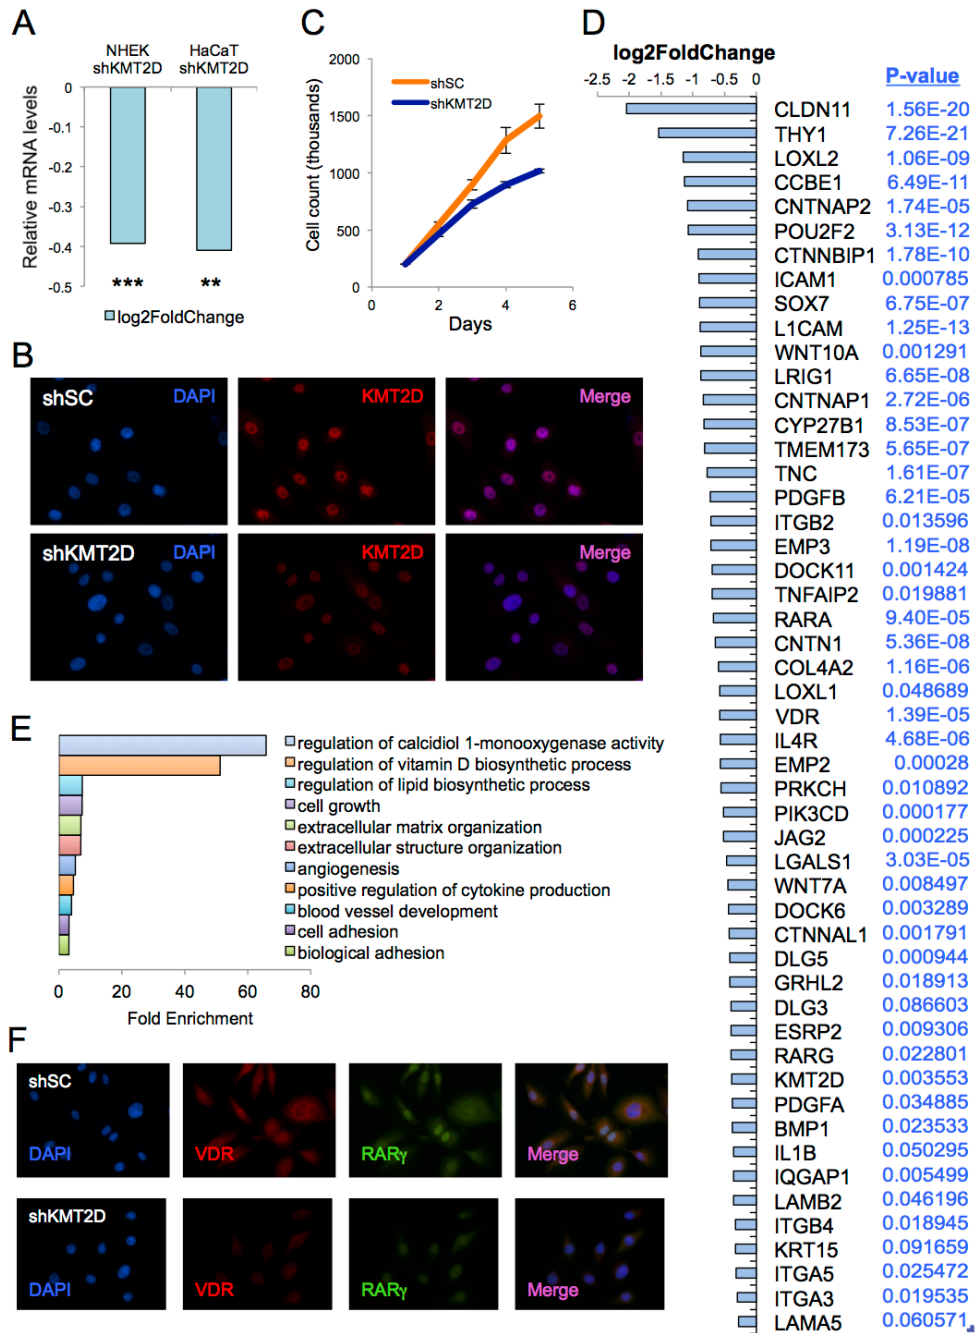 A
NHEK
shKMT2D
HaCaT
shKMT2D
Relative mRNA levels
0
-0.1
-0.2
-0.3
-0.4
-0.5
***
**
log2FoldChange
C
Cell count (thousands)
2000
1500
1000
500
0
shSC
shKMT2D
0 2 4 6
Days
B
shSC DAPI KMT2D Merge
shKMT2D DAPI KMT2D Merge
E
regulation of calcidiol 1-monooxygenase activity
regulation of vitamin D biosynthetic process
regulation of lipid biosynthetic process
cell growth
extracellular matrix organization
extracellular structure organization
angiogenesis
positive regulation of cytokine production
blood vessel development
cell adhesion
biological adhesion
0 20 40 60 80
Fold Enrichment
F
shSC
DAPI VDR RARγ Merge
shKMT2D
DAPI VDR RARγ Merge
D
log2FoldChange
-2.5 -2 -1.5 -1 -0.5 0
P-value
CLDN11 1.56E-20
THY1 7.26E-21
LOXL2 1.06E-09
CCBE1 6.49E-11
CNTNAP2 1.74E-05
POU2F2 3.13E-12
CTNNBIP1 1.78E-10
ICAM1 0.000785
SOX7 6.75E-07
L1CAM 1.25E-13
WNT10A 0.001291
LRIG1 6.65E-08
CNTNAP1 2.72E-06
CYP27B1 8.53E-07
TMEM173 5.65E-07
TNC 1.61E-07
PDGFB 6.21E-05
ITGB2 0.013596
EMP3 1.19E-08
DOCK11 0.001424
TNFAIP2 0.019881
RARA 9.40E-05
CNTN1 5.36E-08
COL4A2 1.16E-06
LOXL1 0.048689
VDR 1.39E-05
IL4R 4.68E-06
EMP2 0.00028
PRKCH 0.010892
PIK3CD 0.000177
JAG2 0.000225
LGALS1 3.03E-05
WNT7A 0.008497
DOCK6 0.003289
CTNNAL1 0.001791
DLG5 0.000944
GRHL2 0.018913
DLG3 0.086603
ESRP2 0.009306
RARG 0.022801
KMT2D 0.003553
PDGFA 0.034885
BMP1 0.023533
IL1B 0.050295
IQGAP1 0.005499
LAMB2 0.046196
ITGB4 0.018945
KRT15 0.091659
ITGA5 0.025472
ITGA3 0.019535
LAMA5 0.060571